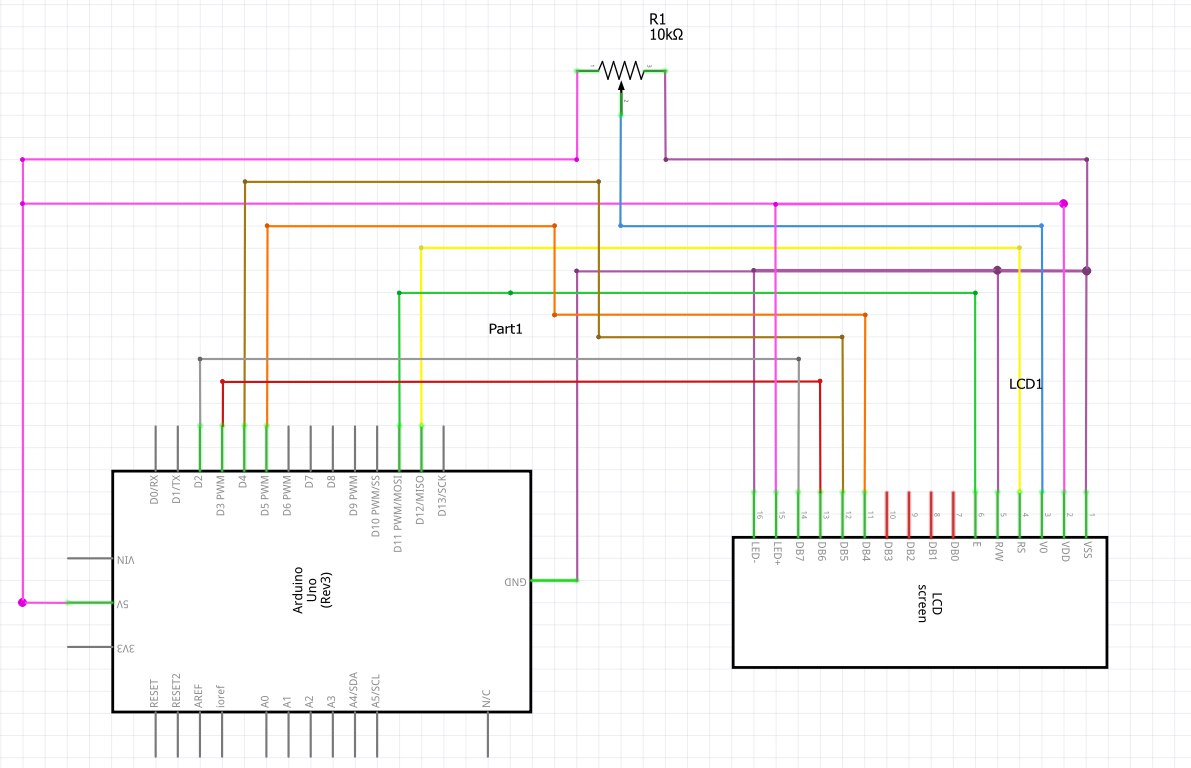 R1
10kΩ
1
3
2
Part1
LCD1
D0/RX
D1/TX
D2
D3 PWM
D4
D5 PWM
D6 PWM
D7
D8
D9 PWM
D10 PWM/SS
D11 PWM/MOSI
D12/MISO
D13/SCK
VIN
5V
3V3
Arduino
Uno
(Rev3)
GND
RESET
RESET2
AREF
ioref
A0
A1
A2
A3
A4/SDA
A5/SCL
N/C
16
15
14
13
12
11
10
9
8
7
6
5
4
3
2
1
LED-
LED+
DB7
DB6
DB5
DB4
DB3
DB2
DB1
DB0
E
R/W
RS
V0
VDD
VSS
LCD
screen